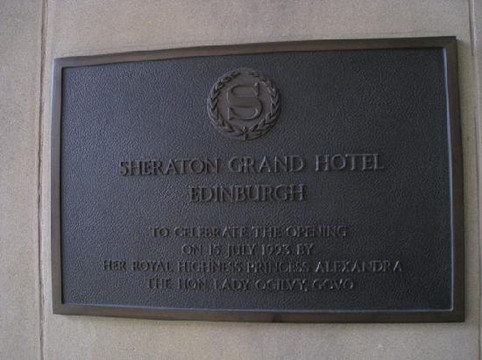 S
SHERATON GRAND HOTEL
EDINBURGH
TO CELEBRATE THE OPENING
ON 15 JULY 1993 BY
HER ROYAL HIGHNESS PRINCESS ALEXANDRA
THE HON. LADY OGILVY, GCVO